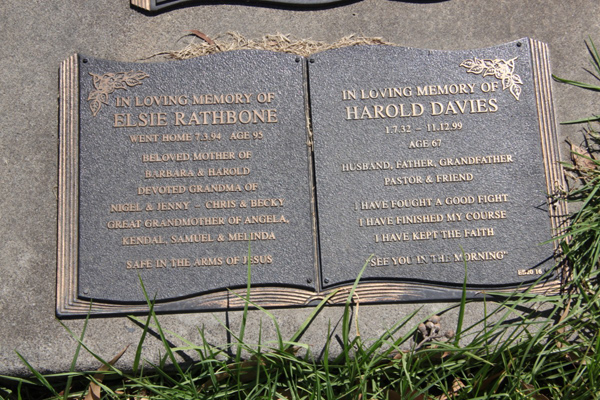 IN LOVING MEMORY OF
ELSIE RATHBONE
WENT HOME 7.3.94 AGE 95
BELOVED MOTHER OF
BARBARA & HAROLD
DEVOTED GRANDMA OF
NIGEL & JENNY – CHRIS & BECKY
GREAT GRANDMOTHER OF ANGELA,
KENDAL, SAMUEL & MELINDA
SAFE IN THE ARMS OF JESUS
IN LOVING MEMORY OF
HAROLD DAVIES
1.7.32 – 11.12.99
AGE 67
HUSBAND, FATHER, GRANDFATHER
PASTOR & FRIEND
I HAVE FOUGHT A GOOD FIGHT
I HAVE FINISHED MY COURSE
I HAVE KEPT THE FAITH
"SEE YOU IN THE MORNING"